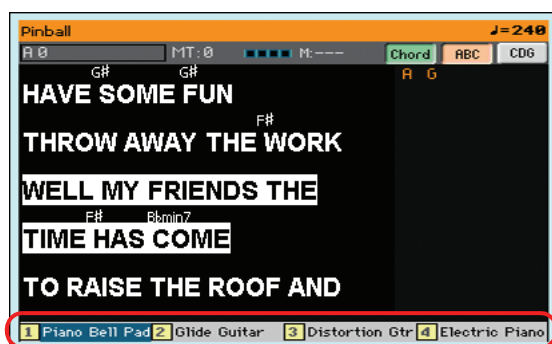 Pinball ♩=240
A 0 MT:0 M:--- Chord ABC CDG
G# G# A G
HAVE SOME FUN
F#
THROW AWAY THE WORK
WELL MY FRIENDS THE
F# Bbmin7
TIME HAS COME
TO RAISE THE ROOF AND
1 Piano Bell Pad 2 Glide Guitar 3 Distortion Gtr 4 Electric Piano